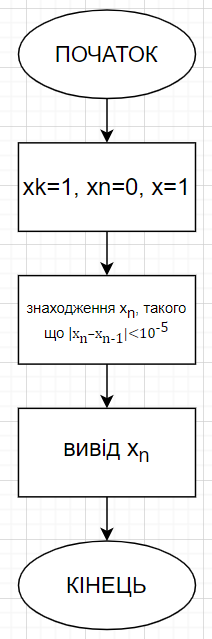 ПОЧАТОК
xk=1, xn=0, x=1
знаходження xₙ, такого
що |xₙ–xₙ₋₁|<10⁻⁵
вивід xₙ
КІНЕЦЬ